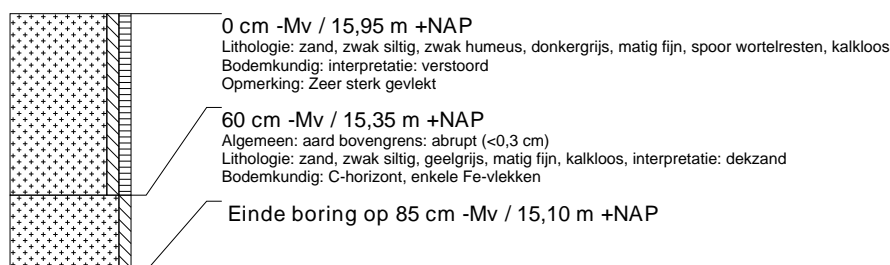 0 cm -Mv / 15,95 m +NAP
Lithologie: zand, zwak siltig, zwak humeus, donkergrijs, matig fijn, spoor wortelresten, kalkloos
Bodemkundig: interpretatie: verstoord
Opmerking: Zeer sterk gevlekt
60 cm -Mv / 15,35 m +NAP
Algemeen: aard bovengrens: abrupt (<0,3 cm)
Lithologie: zand, zwak siltig, geelgrijs, matig fijn, kalkloos, interpretatie: dekzand
Bodemkundig: C-horizont, enkele Fe-vlekken
Einde boring op 85 cm -Mv / 15,10 m +NAP